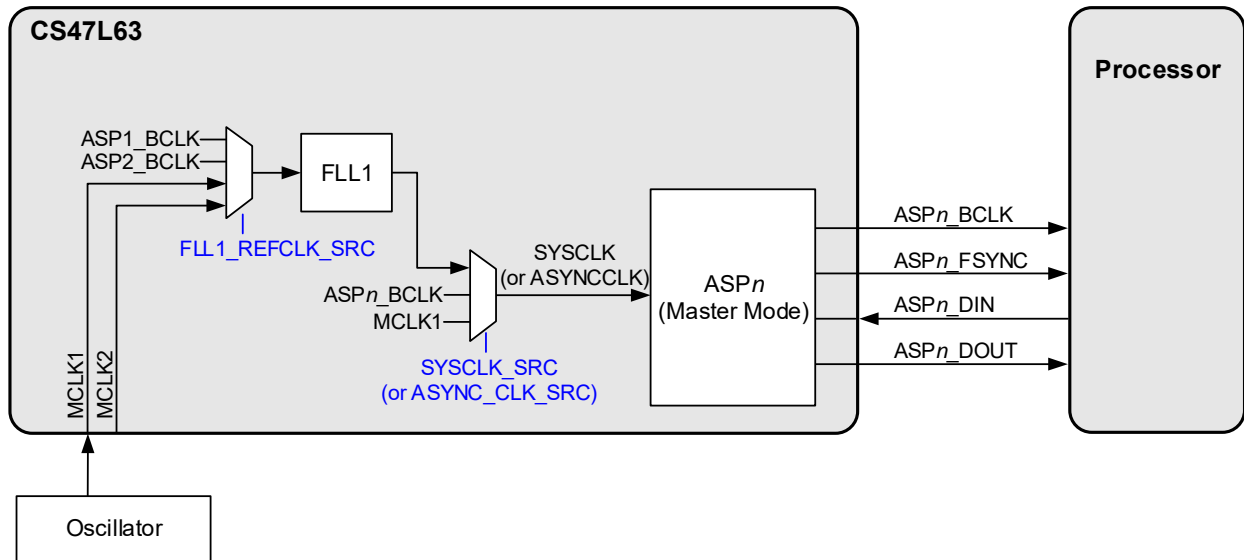 CS47L63
Processor
ASP1_BCLK
ASP2_BCLK
FLL1
FLL1_REFCLK_SRC
SYSCLK
(or ASYNCCLK)
ASPn_BCLK
MCLK1
SYSCLK_SRC
(or ASYNC_CLK_SRC)
ASPn
(Master Mode)
ASPn_BCLK
ASPn_FSYNC
ASPn_DIN
ASPn_DOUT
MCLK1
MCLK2
Oscillator